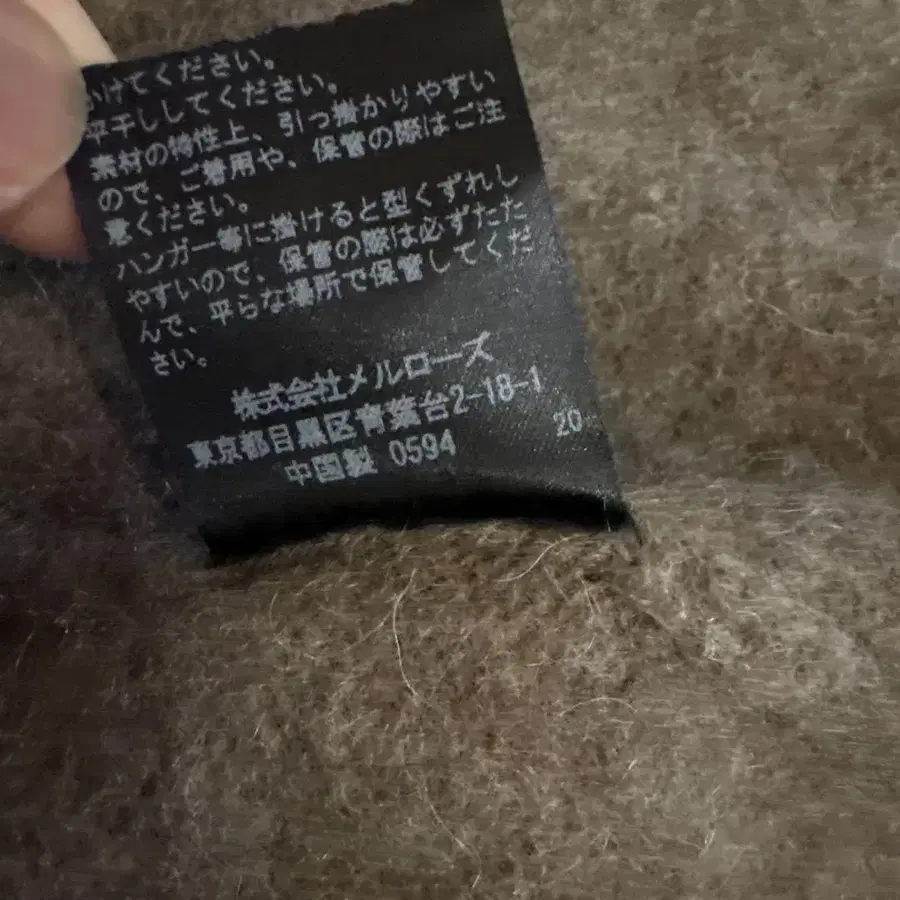 かけてください。
平干ししてください。
素材の特性上、引っ掛かりやすい
ので、ご着用や、保管の際はご注
意ください。
ハンガー等に掛けると型くずれし
やすいので、保管の際は必ずたた
んで、平らな場所で保管してくだ
さい。
株式会社メルローズ
東京都目黒区青葉台2-18-1
中国製 0594
20